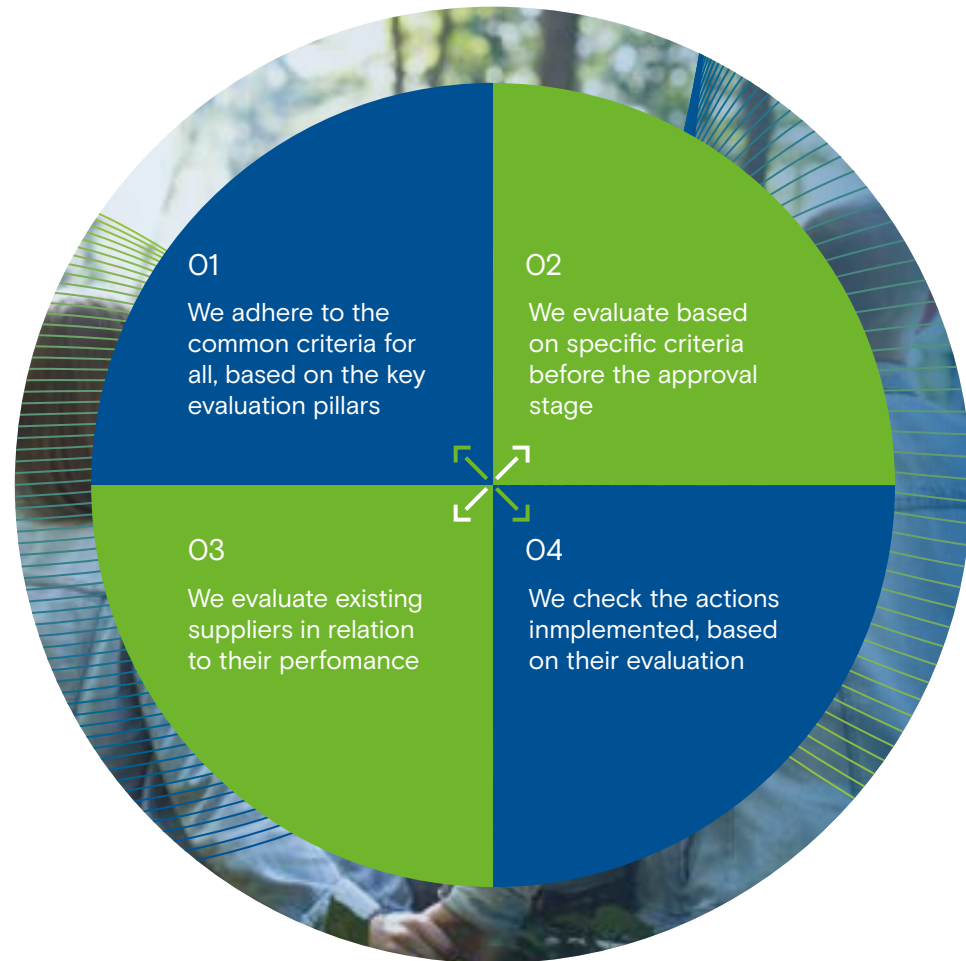 01
We adhere to the
common criteria for
all, based on the key
evaluation pillars
02
We evaluate based
on specific criteria
before the approval
stage
03
We evaluate existing
suppliers in relation
to their perfomance
04
We check the actions
inmplemented, based
on their evaluation